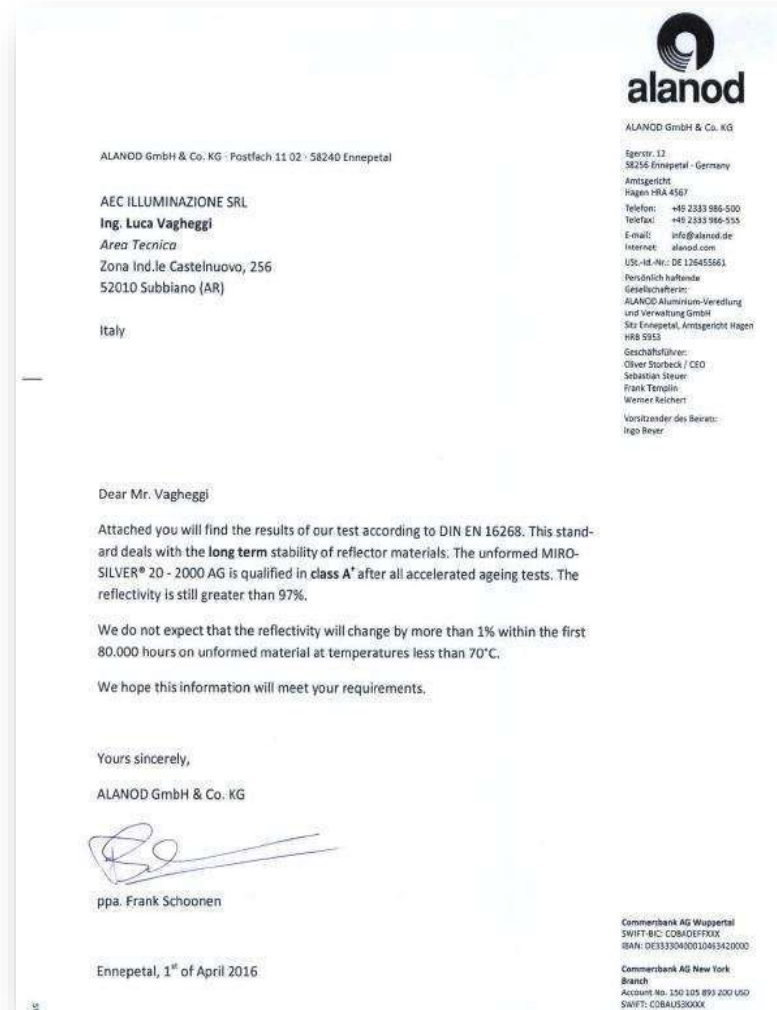 alanod
ALANOD GmbH & Co. KG
Egerstr. 12
58256 Ennepetal - Germany
Amtsgericht
Hagen HRA 4567
Telefon: +49 2333 986-500
Telefax: +49 2333 986-555
E-mail: info@alanod.de
Internet: alanod.com
USt.-Id.-Nr.: DE 126455661
Persönlich haftende
Gesellschafterin:
ALANOD Aluminium-Veredlung
und Verwaltung GmbH
Sitz Ennepetal, Amtsgericht Hagen
HRB 5953
Geschäftsführer:
Oliver Storbeck / CEO
Sebastian Steuer
Frank Templin
Werner Reichert
Vorsitzender des Beirats:
Ingo Beyer
ALANOD GmbH & Co. KG · Postfach 11 02 · 58240 Ennepetal
AEC ILLUMINAZIONE SRL
Ing. Luca Vagheggi
Area Tecnica
Zona Ind.le Castelnuovo, 256
52010 Subbiano (AR)
Italy
Dear Mr. Vagheggi
Attached you will find the results of our test according to DIN EN 16268. This stand-
ard deals with the long term stability of reflector materials. The unformed MIRO-
SILVER® 20 - 2000 AG is qualified in class A⁺ after all accelerated ageing tests. The
reflectivity is still greater than 97%.
We do not expect that the reflectivity will change by more than 1% within the first
80.000 hours on unformed material at temperatures less than 70°C.
We hope this information will meet your requirements.
Yours sincerely,
ALANOD GmbH & Co. KG
ppa. Frank Schoonen
Ennepetal, 1st of April 2016
Commerzbank AG Wuppertal
SWIFT-BIC: COBADEFFXXX
IBAN: DE33330400010463420000
Commerzbank AG New York
Branch
Account No. 150 105 893 200 USD
SWIFT: COBAUS3XXXX